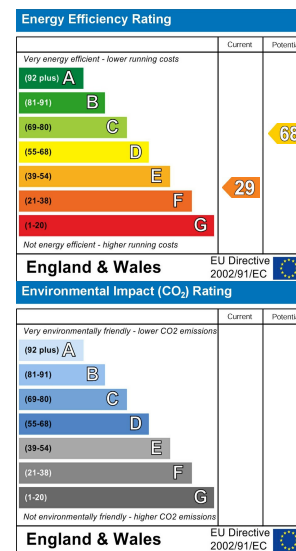 Energy Efficiency Rating
Current Potenti
Very energy efficient - lower running costs
(92 plus) A
(81-91) B
(69-80) C
(55-68) D
(39-54) E
(21-38) F
(1-20) G
29
68
Not energy efficient - higher running costs
England & Wales
EU Directive
2002/91/EC
Environmental Impact (CO₂) Rating
Current Potenti
Very environmentally friendly - lower CO2 emissions
(92 plus) A
(81-91) B
(69-80) C
(55-68) D
(39-54) E
(21-38) F
(1-20) G
Not environmentally friendly - higher CO2 emissions
England & Wales
EU Directive
2002/91/EC